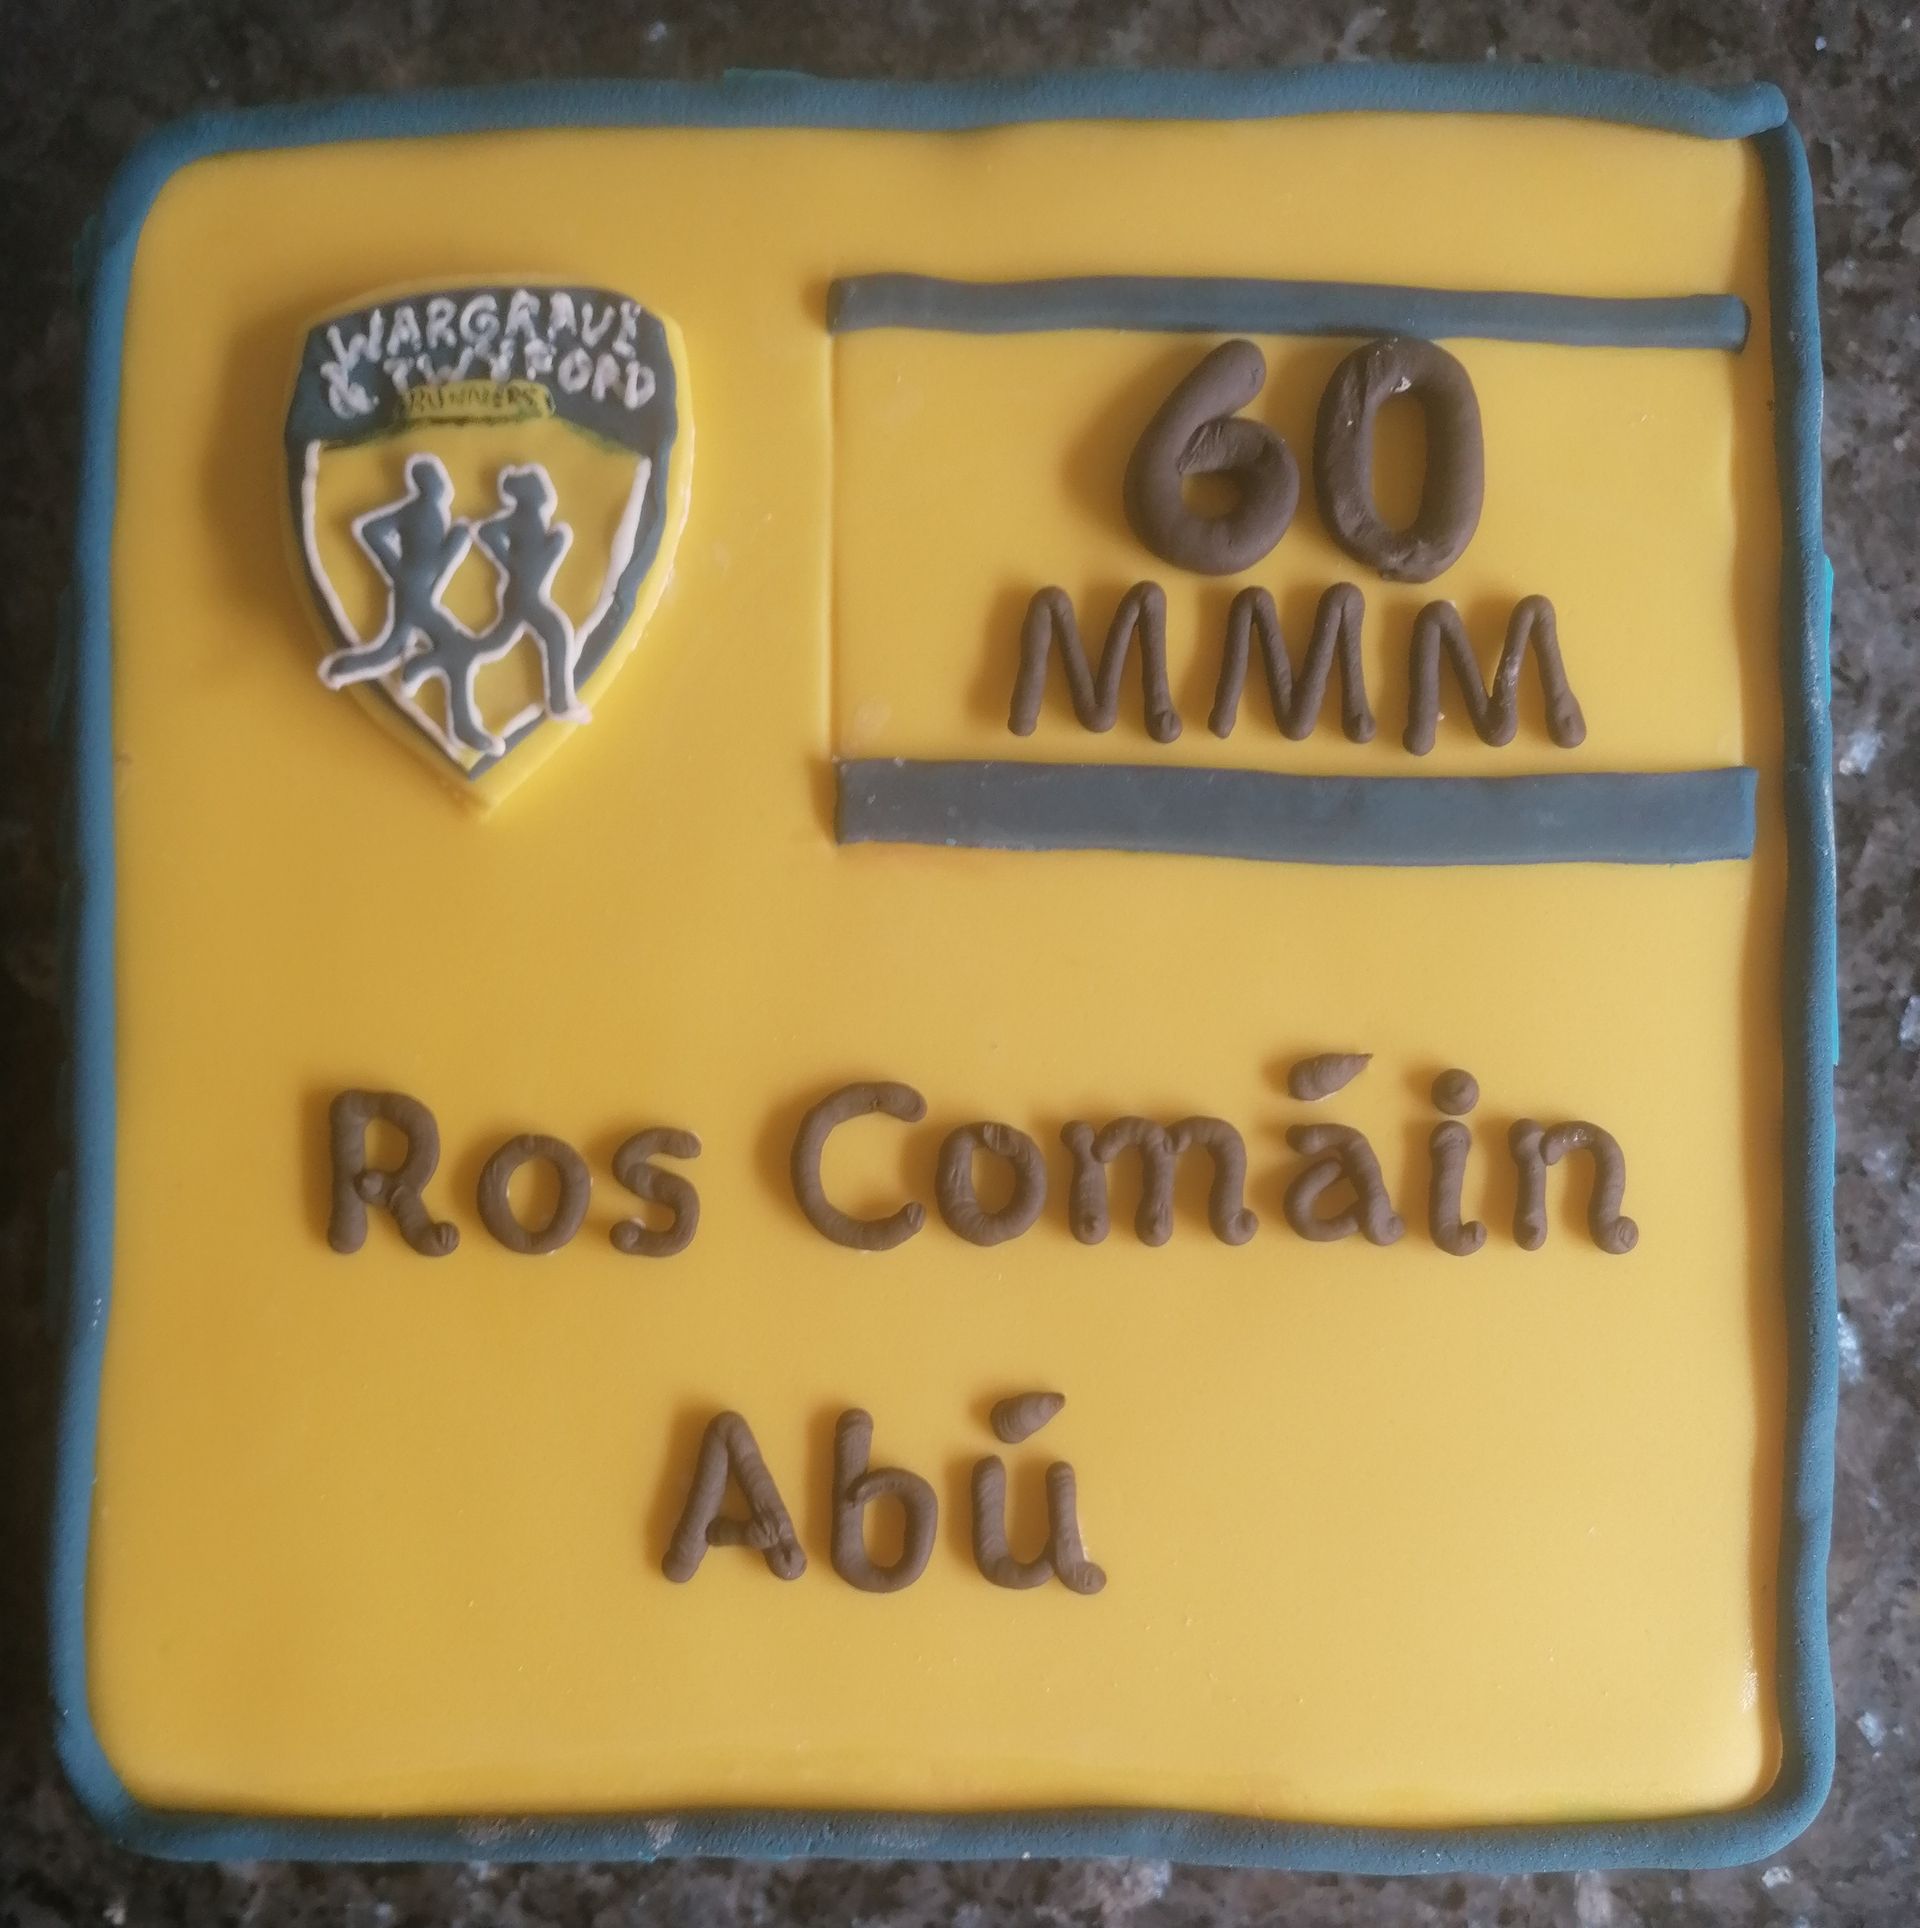 WARGRAVE
& TWYFORD
RUNNERS
60
MMM
Ros Comáin
Abú